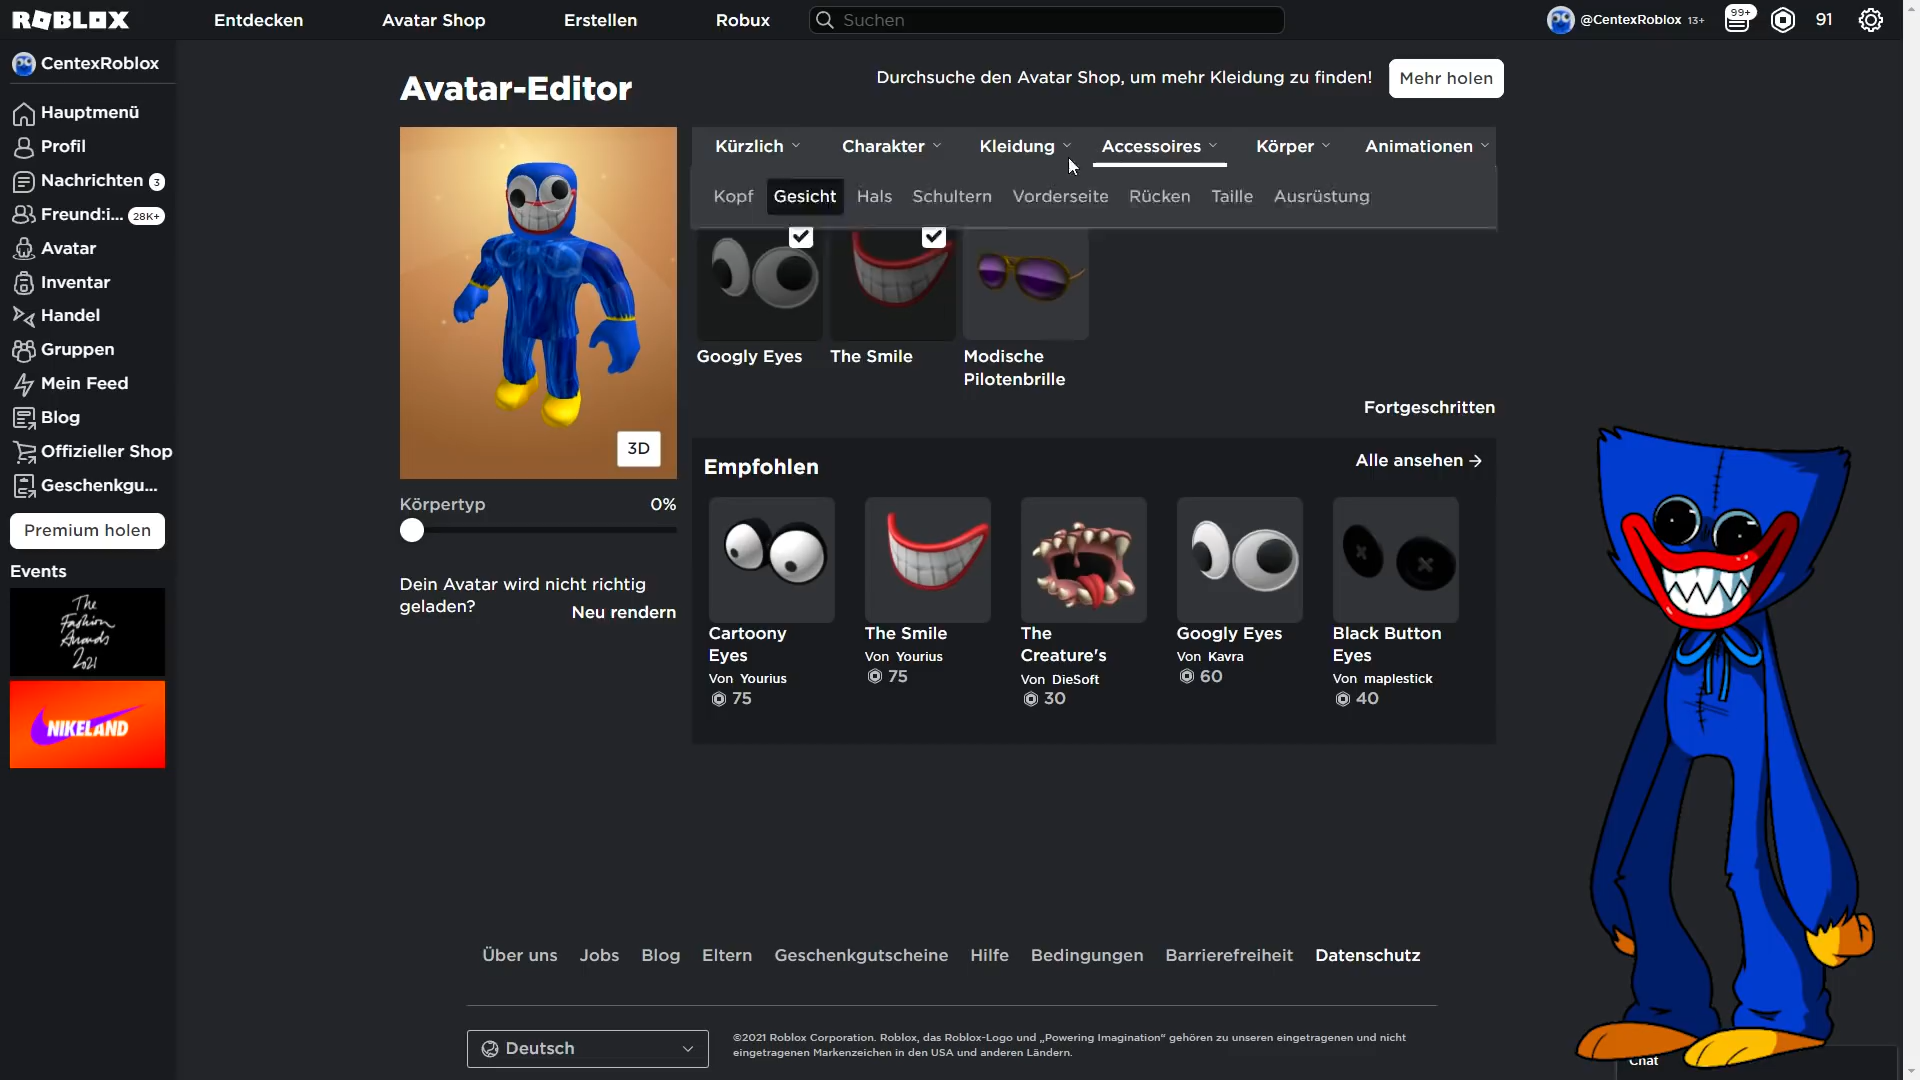 ROBLOX
Entdecken
Avatar Shop
Erstellen
Robux
Suchen
@CentexRoblox 13+
99+
91
CentexRoblox
Hauptmenü
Profil
Nachrichten 3
Freund:i... 28K+
Avatar
Inventar
Handel
Gruppen
Mein Feed
Blog
Offizieller Shop
Geschenkgu...
Premium holen
Events
The
Fashion
Awards
2021
NIKELAND
Avatar-Editor
Durchsuche den Avatar Shop, um mehr Kleidung zu finden!
Mehr holen
3D
Körpertyp 0%
Dein Avatar wird nicht richtig
geladen?
Neu rendern
Kürzlich
Charakter
Kleidung
Accessoires
Körper
Animationen
Kopf
Gesicht
Hals
Schultern
Vorderseite
Rücken
Taille
Ausrüstung
Googly Eyes
The Smile
Modische
Pilotenbrille
Fortgeschritten
Empfohlen
Alle ansehen
Cartoony
Eyes
Von Yourius
75
The Smile
Von Yourius
75
The
Creature's
Von DieSoft
30
Googly Eyes
Von Kavra
60
Black Button
Eyes
Von maplestick
40
Über uns
Jobs
Blog
Eltern
Geschenkgutscheine
Hilfe
Bedingungen
Barrierefreiheit
Datenschutz
Deutsch
©2021 Roblox Corporation. Roblox, das Roblox-Logo und „Powering Imagination" gehören zu unseren eingetragenen und nicht
eingetragenen Markenzeichen in den USA und anderen Ländern.
Chat